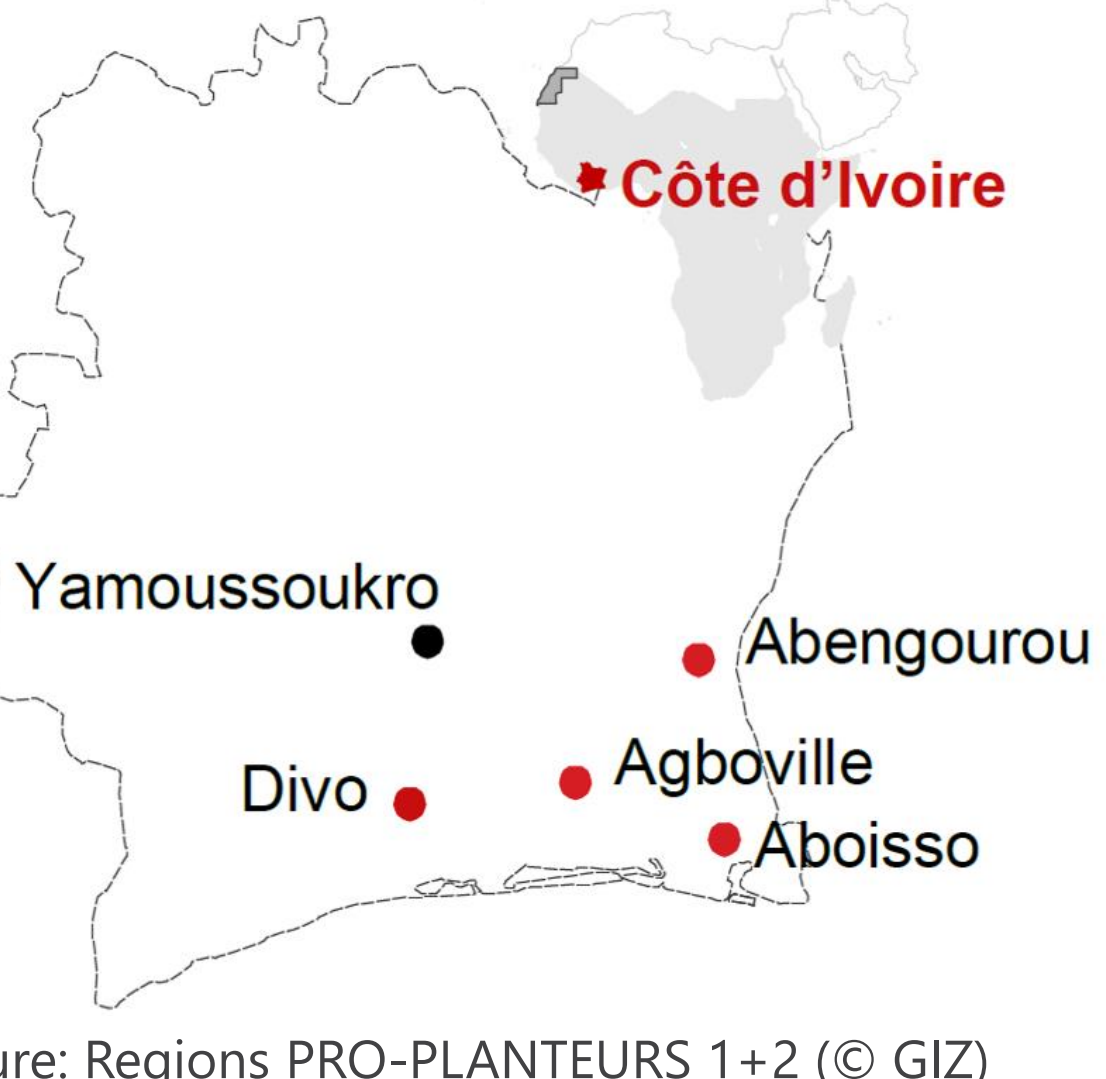 Côte d’Ivoire
Yamoussoukro
Abengourou
Agboville
Divo
Aboisso
ure: Regions PRO-PLANTEURS 1+2 (© GIZ)